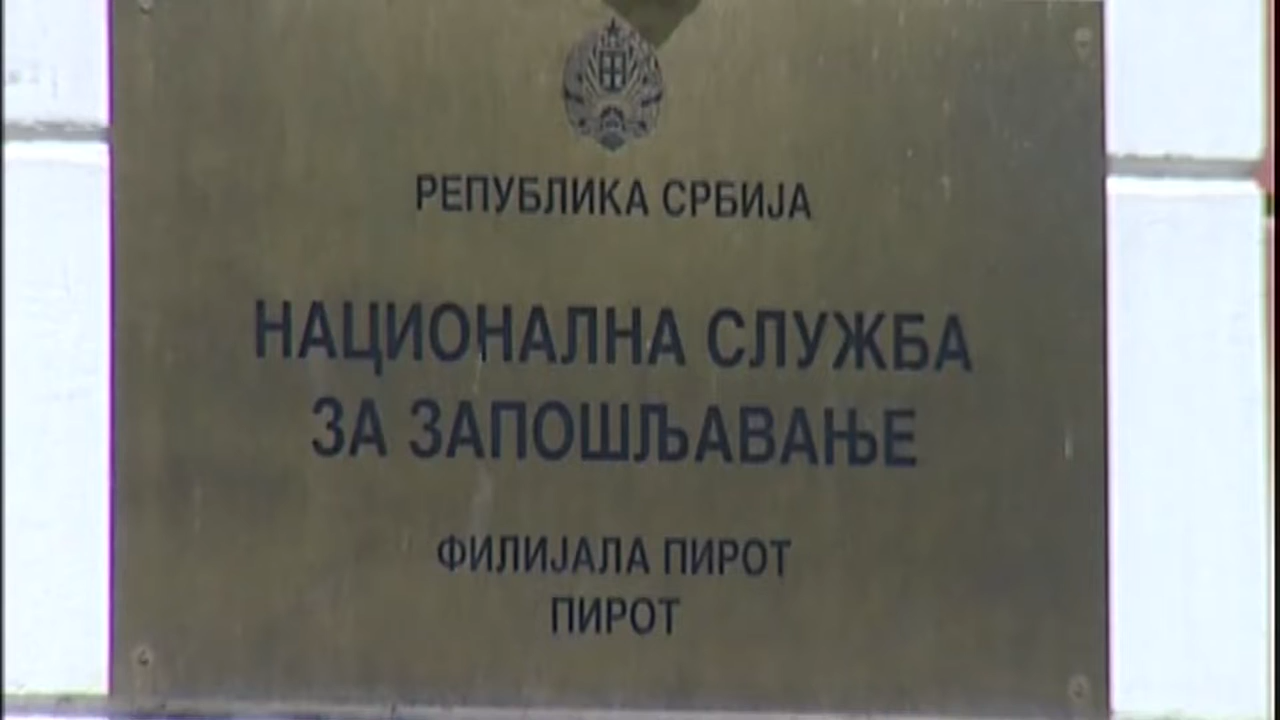 РЕПУБЛИКА СРБИЈА
НАЦИОНАЛНА СЛУЖБА
ЗА ЗАПОШЉАВАЊЕ
ФИЛИЈАЛА ПИРОТ
ПИРОТ